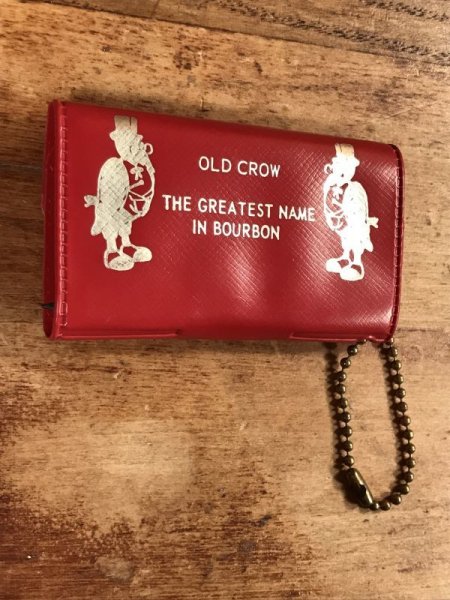 OLD CROW
THE GREATEST NAME
IN BOURBON